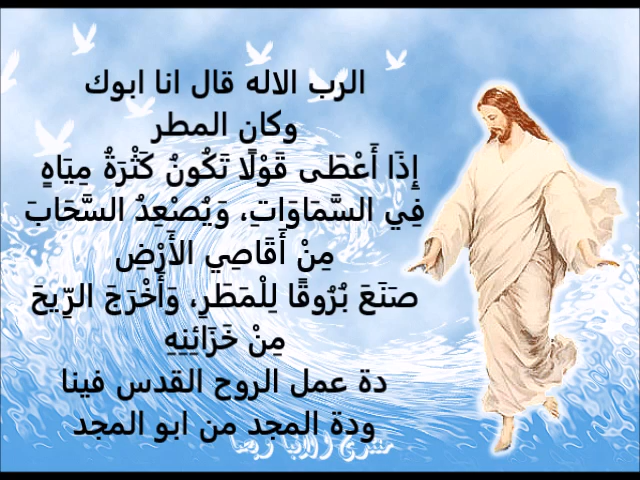 الرب الاله قال انا ابوك
وكان المطر
إِذَا أَعْطَى قَوْلًا تَكُونُ كَثْرَةُ مِيَاهٍ
فِي السَّمَاوَاتِ، وَيُصْعِدُ السَّحَابَ
مِنْ أَقَاصِي الأَرْضِ
صَنَعَ بُرُوقًا لِلْمَطَرِ، وَأَخْرَجَ الرِّيحَ
مِنْ خَزَائِنِهِ
دة عمل الروح القدس فينا
ودة المجد من ابو المجد